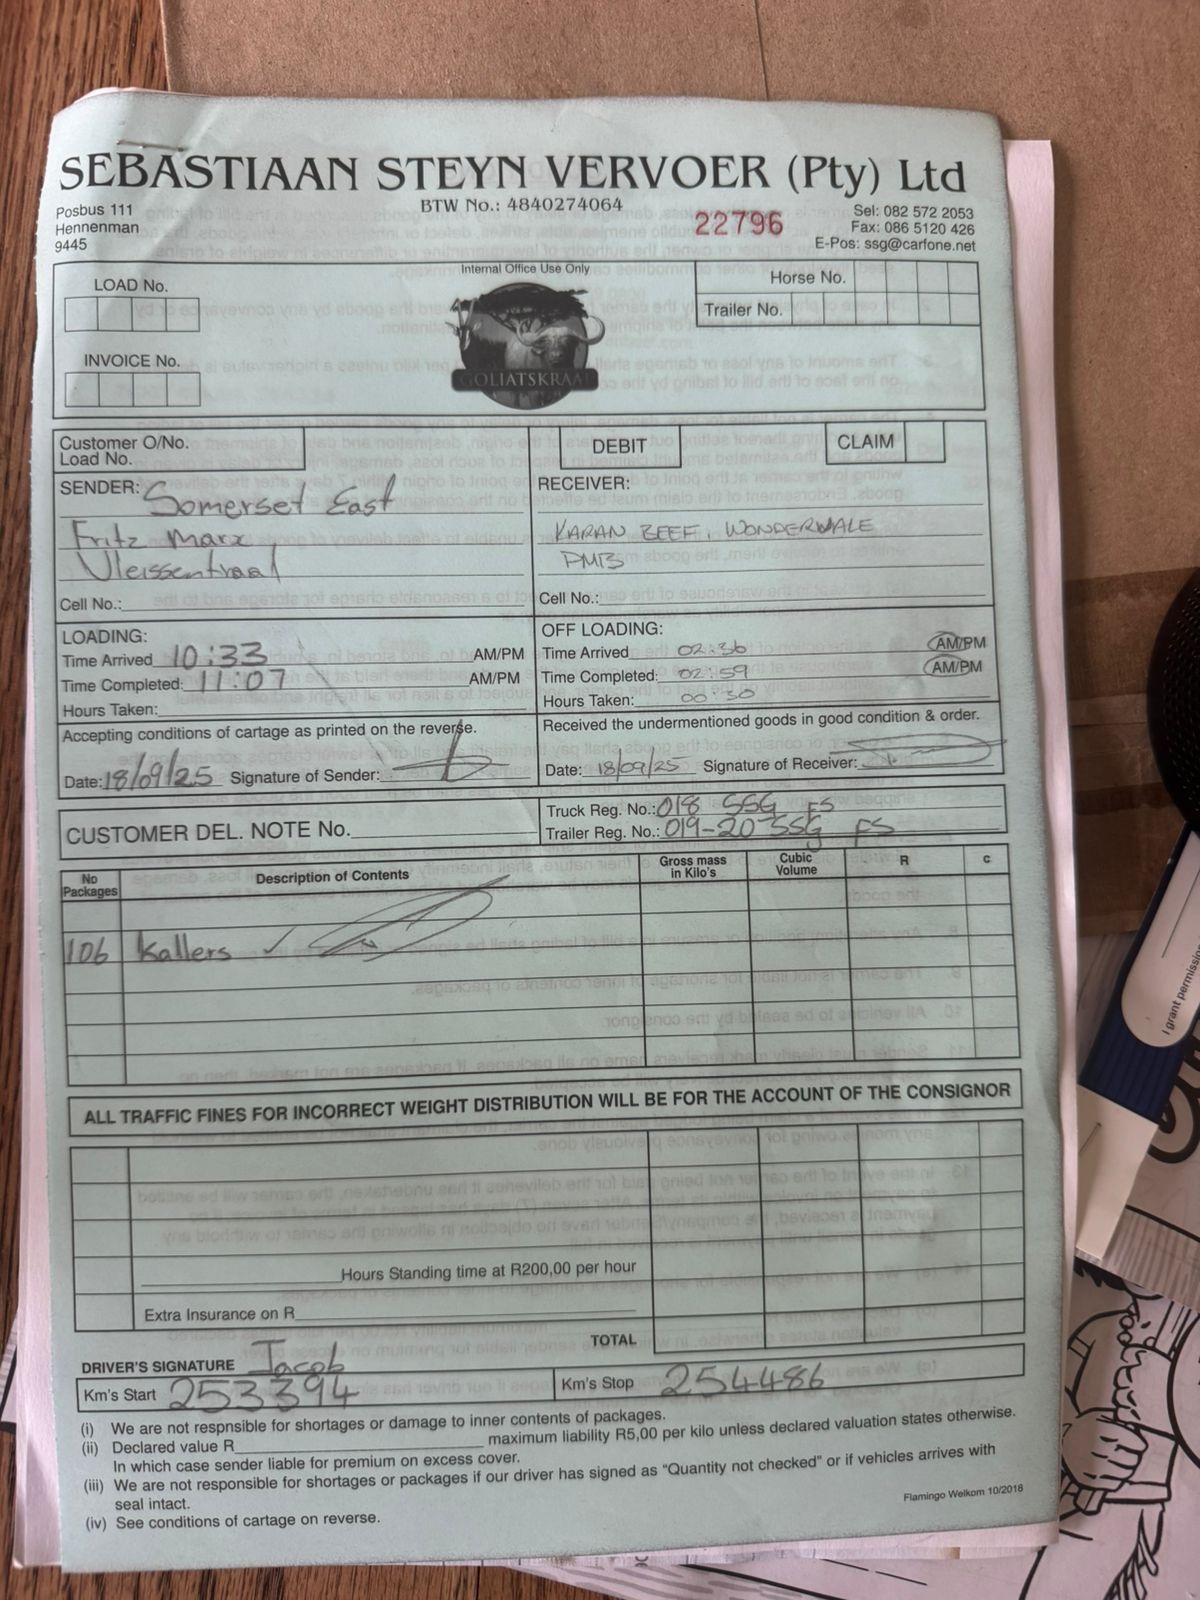 SEBASTIAAN STEYN VERVOER (Pty) Ltd
Posbus 111
Hennenman
9445
BTW No.: 4840274064
22796
Sel: 082 572 2053
Fax: 086 5120 426
E-Pos: ssg@carfone.net
LOAD No.
INVOICE No.
Internal Office Use Only
GOLIATSKRAAL
Horse No.
Trailer No.
Customer O/No.
Load No.
DEBIT
CLAIM
SENDER: Somerset East
Fritz Marx
Vleissentraal
Cell No.:
RECEIVER:
KARAN BEEF, WONDERVALE
PMB
Cell No.:
LOADING:
Time Arrived 10:33 AM/PM
Time Completed: 11:07 AM/PM
Hours Taken:
OFF LOADING:
Time Arrived 02:36 AM/PM
Time Completed: 02:59 AM/PM
Hours Taken: 00:30
Accepting conditions of cartage as printed on the reverse.
Date: 18/09/25 Signature of Sender:
Received the undermentioned goods in good condition & order.
Date: 18/09/25 Signature of Receiver:
CUSTOMER DEL. NOTE No.
Truck Reg. No.: 018 SSG FS
Trailer Reg. No.: 019-20 SSG FS
No Packages
Description of Contents
Gross mass in Kilo's
Cubic Volume
R
c
106 Kallers ✓
ALL TRAFFIC FINES FOR INCORRECT WEIGHT DISTRIBUTION WILL BE FOR THE ACCOUNT OF THE CONSIGNOR
Hours Standing time at R200,00 per hour
Extra Insurance on R
TOTAL
DRIVER'S SIGNATURE Jacob
Km's Start 253394
Km's Stop 254486
(i) We are not respnsible for shortages or damage to inner contents of packages.
(ii) Declared value R maximum liability R5,00 per kilo unless declared valuation states otherwise.
In which case sender liable for premium on excess cover.
(iii) We are not responsible for shortages or packages if our driver has signed as “Quantity not checked” or if vehicles arrives with
seal intact.
(iv) See conditions of cartage on reverse.
Flamingo Welkom 10/2018
I grant permission